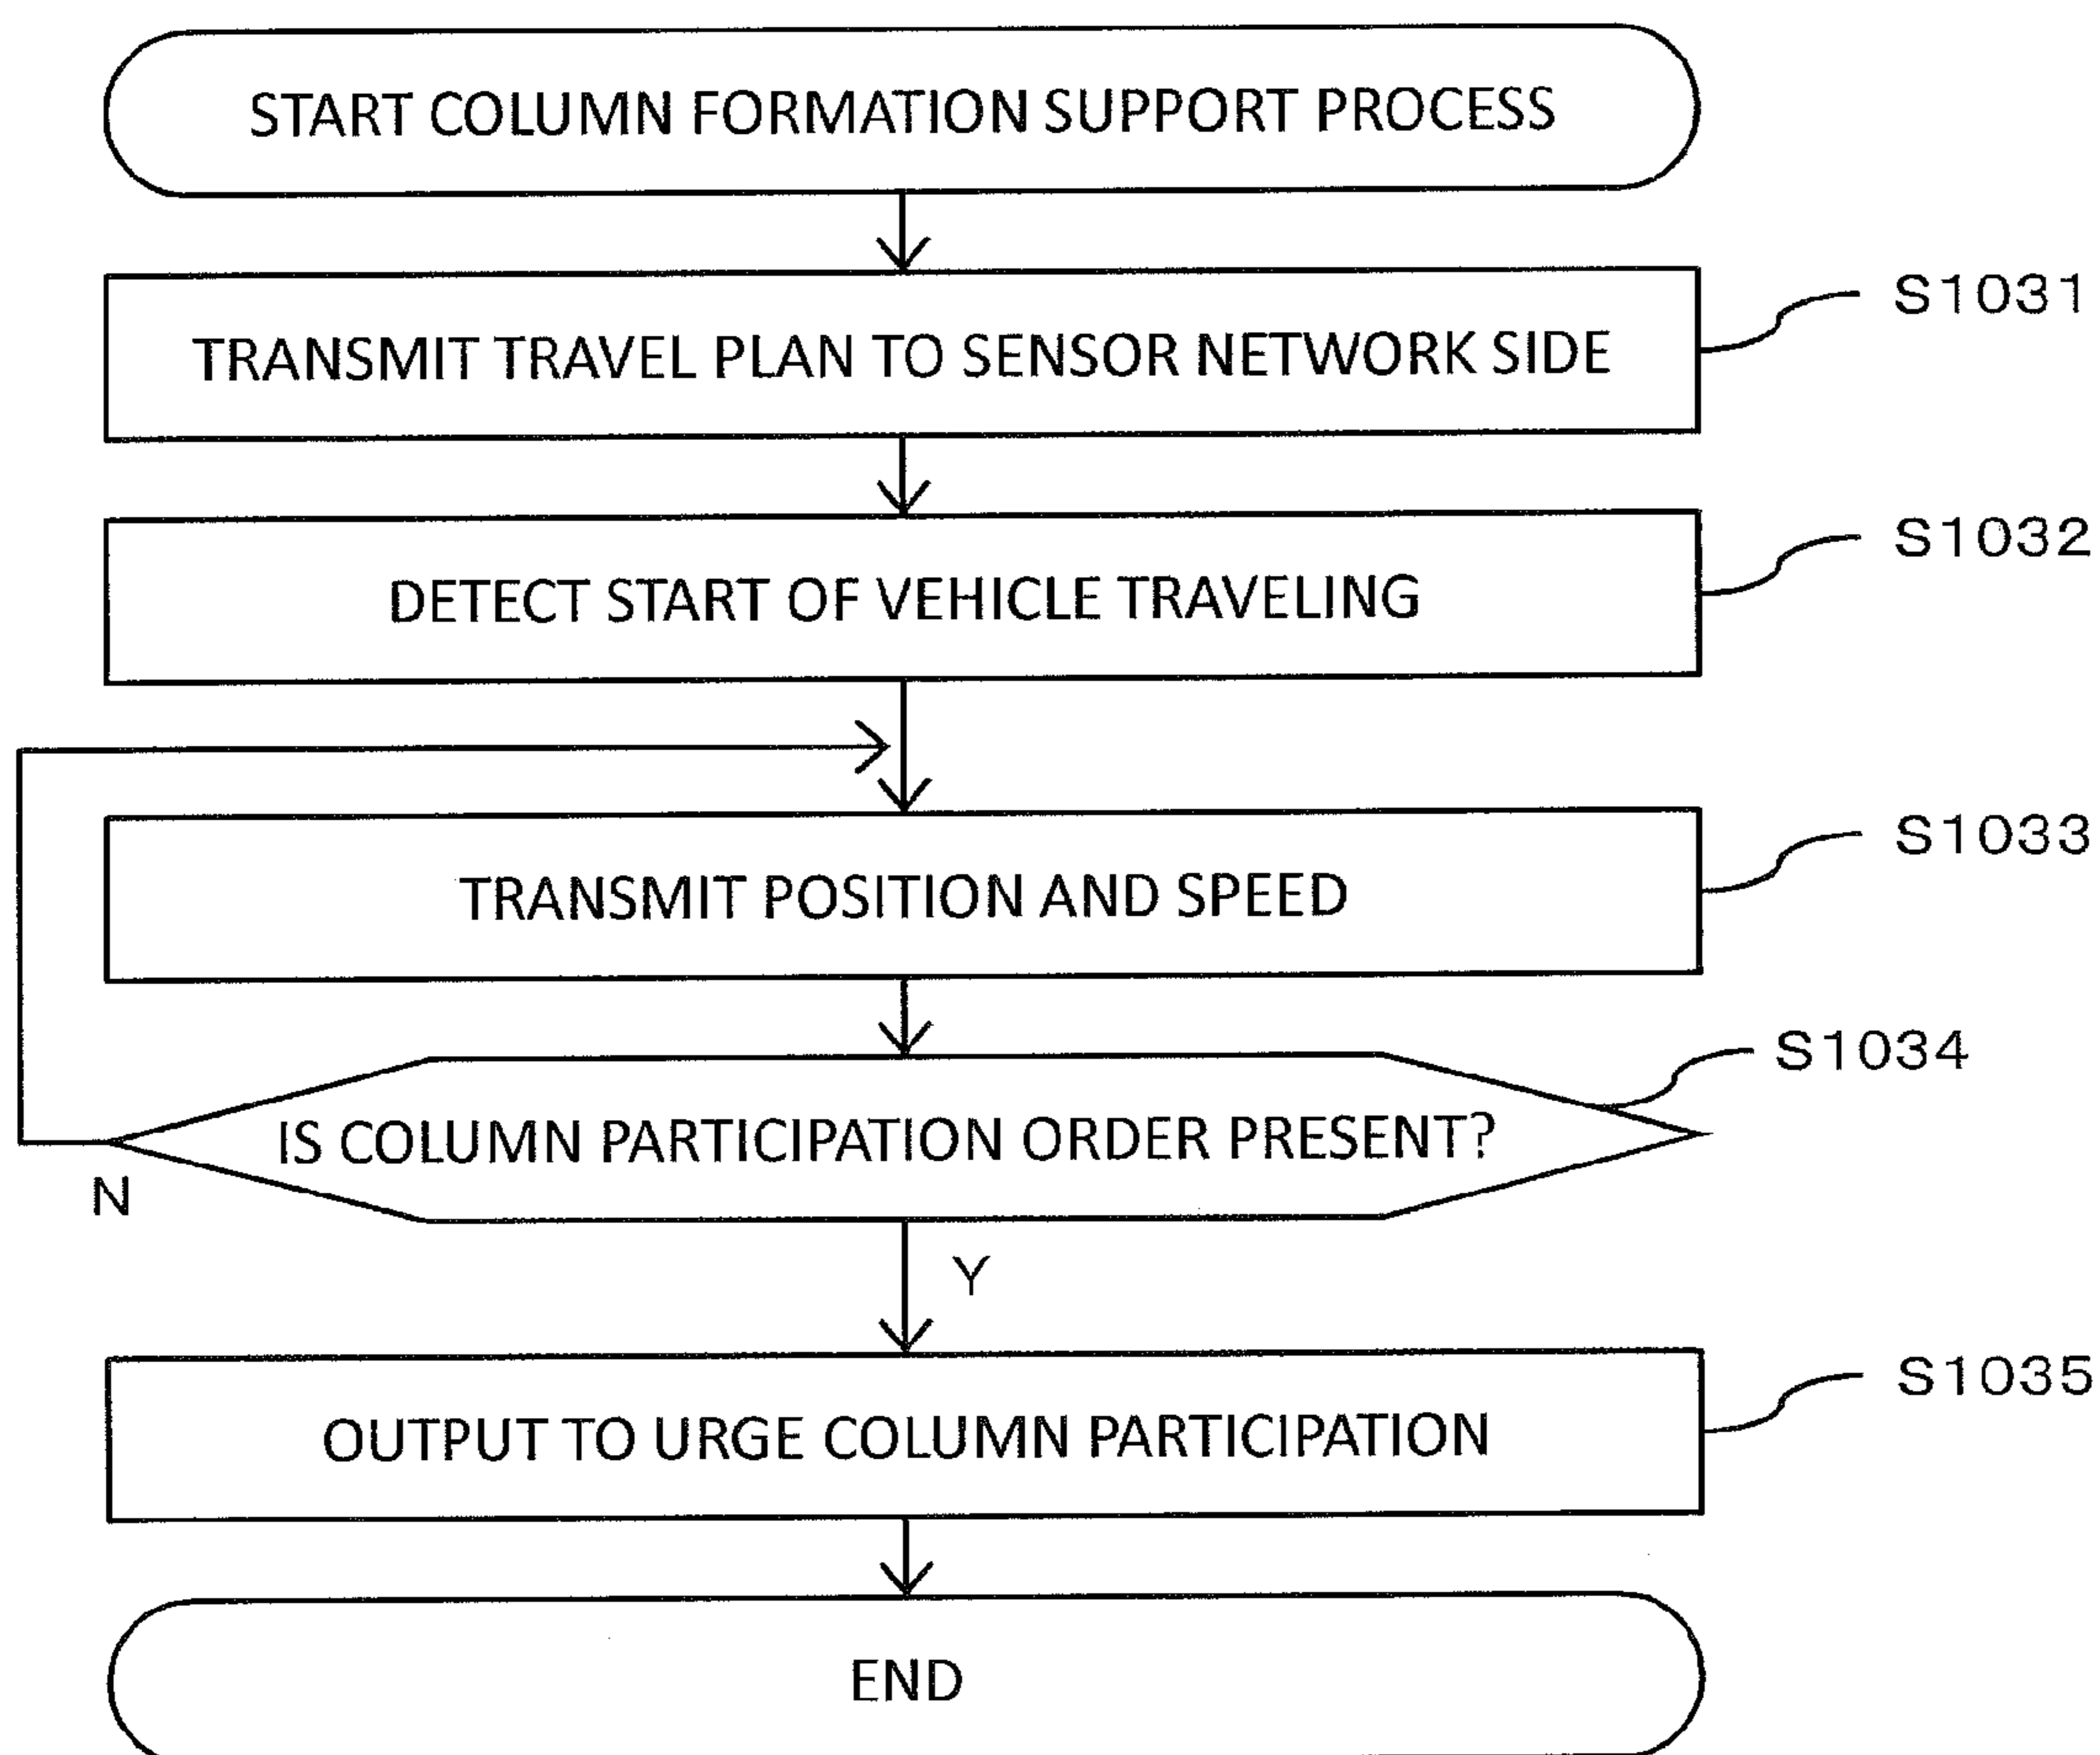 START COLUMN FORMATION SUPPORT PROCESS
S1031
TRANSMIT TRAVEL PLAN TO SENSOR NETWORK SIDE
S1032
DETECT START OF VEHICLE TRAVELING
S1033
TRANSMIT POSITION AND SPEED
S1034
IS COLUMN PARTICIPATION ORDER PRESENT?
N
Y
S1035
OUTPUT TO URGE COLUMN PARTICIPATION
END